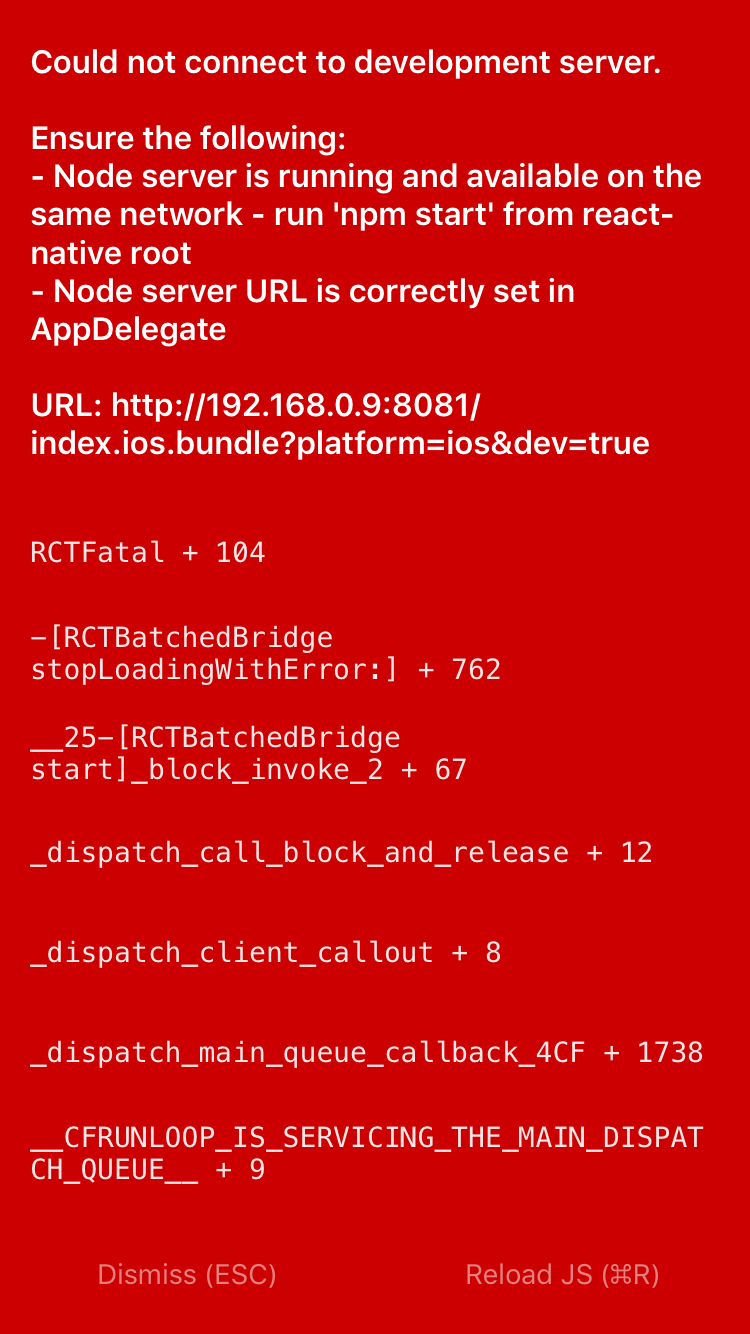 Could not connect to development server.
Ensure the following:
- Node server is running and available on the
same network - run 'npm start' from react-
native root
- Node server URL is correctly set in
AppDelegate
URL: http://192.168.0.9:8081/
index.ios.bundle?platform=ios&dev=true
RCTFatal + 104
-[RCTBatchedBridge
stopLoadingWithError:] + 762
__25-[RCTBatchedBridge
start]_block_invoke_2 + 67
_dispatch_call_block_and_release + 12
_dispatch_client_callout + 8
_dispatch_main_queue_callback_4CF + 1738
__CFRUNLOOP_IS_SERVICING_THE_MAIN_DISPAT
CH_QUEUE__ + 9
Dismiss (ESC)
Reload JS (⌘R)